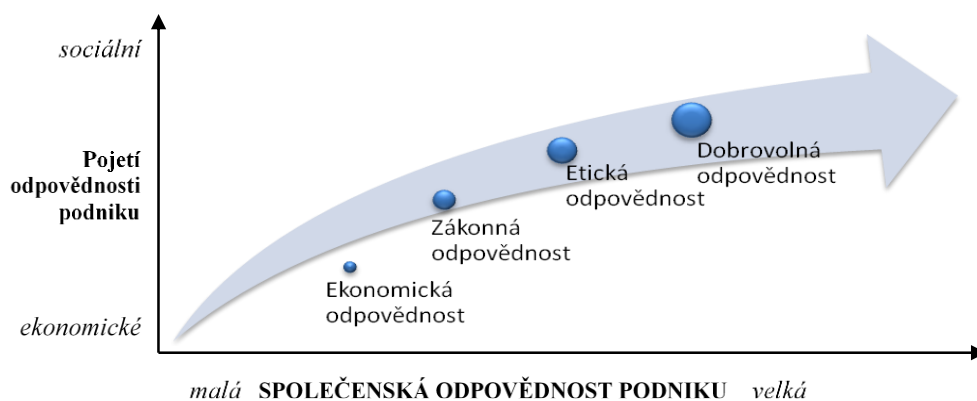 sociální
Pojetí
odpovědnosti
podniku
ekonomické
Dobrovolná
odpovědnost
Etická
odpovědnost
Zákonná
odpovědnost
Ekonomická
odpovědnost
malá SPOLEČENSKÁ ODPOVĚDNOST PODNIKU velká